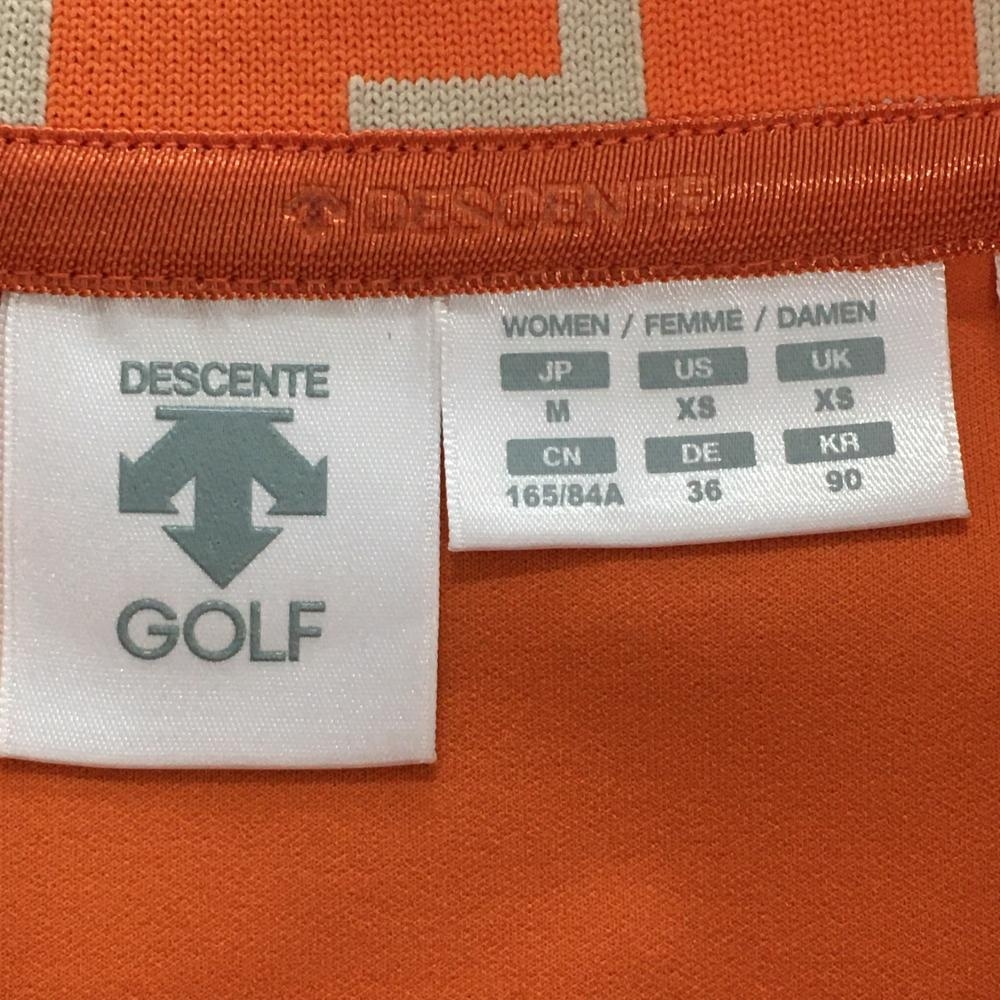 DESCENTE
DESCENTE
GOLF
WOMEN / FEMME / DAMEN
JP US UK
M XS XS
CN DE KR
165/84A 36 90